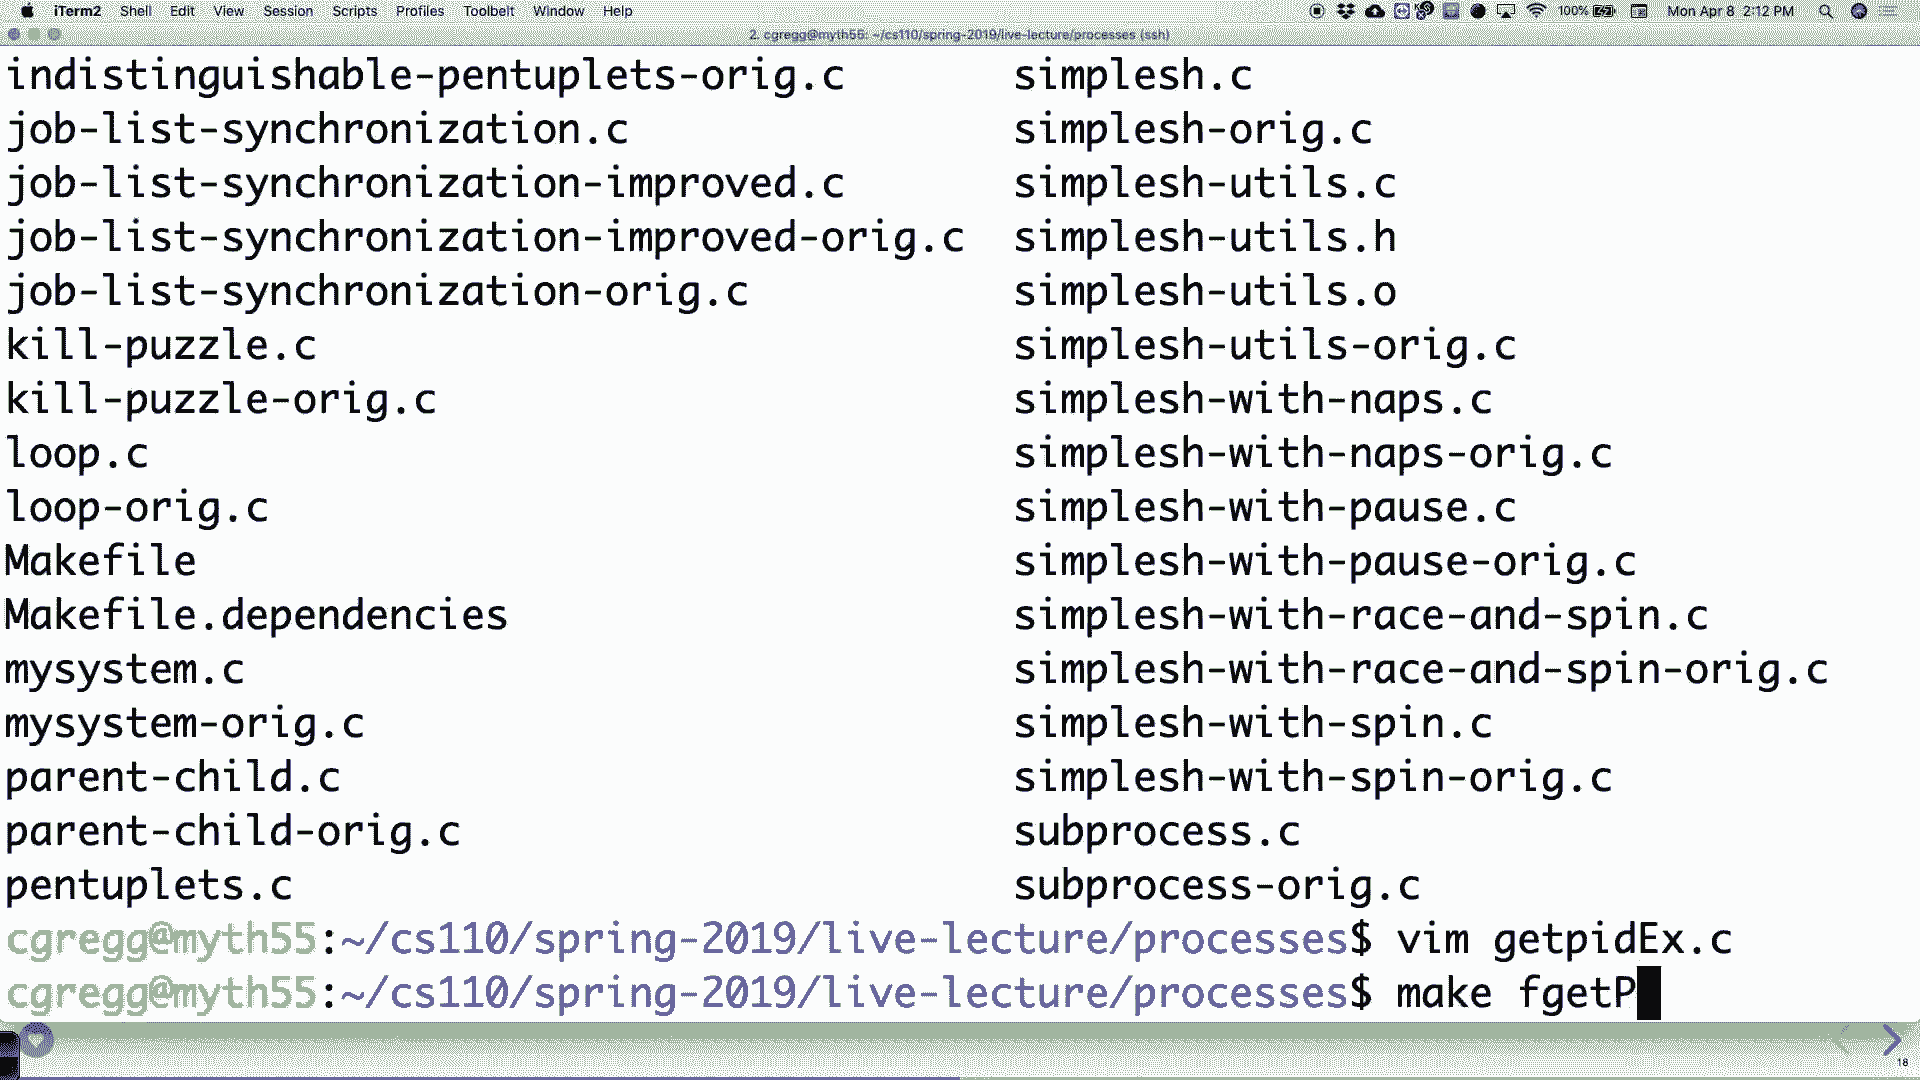 iTerm2 Shell Edit View Session Scripts Profiles Toolbelt Window Help 100% Mon Apr 8 2:12 PM
2. cgregg@myth55: ~/cs110/spring-2019/live-lecture/processes (ssh)
indistinguishable-pentuplets-orig.c simplesh.c
job-list-synchronization.c simplesh-orig.c
job-list-synchronization-improved.c simplesh-utils.c
job-list-synchronization-improved-orig.c simplesh-utils.h
job-list-synchronization-orig.c simplesh-utils.o
kill-puzzle.c simplesh-utils-orig.c
kill-puzzle-orig.c simplesh-with-naps.c
loop.c simplesh-with-naps-orig.c
loop-orig.c simplesh-with-pause.c
Makefile simplesh-with-pause-orig.c
Makefile.dependencies simplesh-with-race-and-spin.c
mysystem.c simplesh-with-race-and-spin-orig.c
mysystem-orig.c simplesh-with-spin.c
parent-child.c simplesh-with-spin-orig.c
parent-child-orig.c subprocess.c
pentuplets.c subprocess-orig.c
cgregg@myth55:~/cs110/spring-2019/live-lecture/processes$ vim getpidEx.c
cgregg@myth55:~/cs110/spring-2019/live-lecture/processes$ make fgetP
18